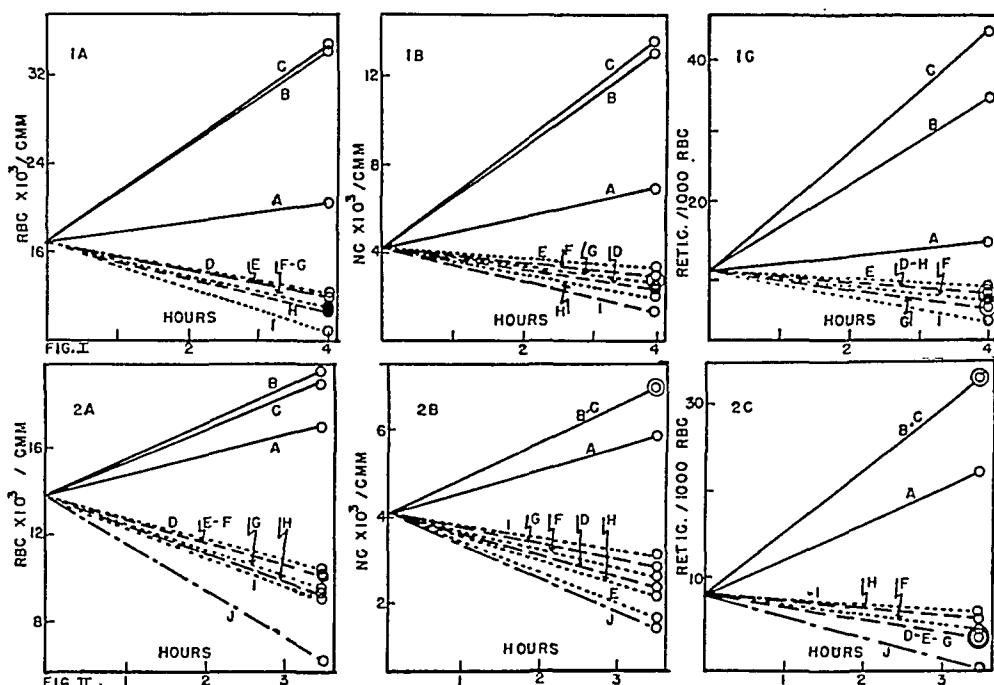 1A
RBC X10³/CMM
32
24
16
C
B
A
D
E
F-G
H
I
HOURS
2
4
FIG. I
1B
NC X10³/CMM
12
8
4
C
B
A
E
F
G
D
H
I
HOURS
2
4
1C
RETIC. /1000 RBC
40
20
C
B
A
E
D-H
F
G
I
HOURS
2
4
2A
RBC X10³ / CMM
16
12
8
B
C
A
D
E-F
G
H
I
J
HOURS
1
2
3
FIG. II.
2B
NC X10³/CMM
6
4
2
B'C
A
I
G
F
D
H
E
J
HOURS
1
2
3
2C
RETIC. /1000 RBC
30
10
B'C
A
I
H
F
D-E-G
J
HOURS
1
2
3